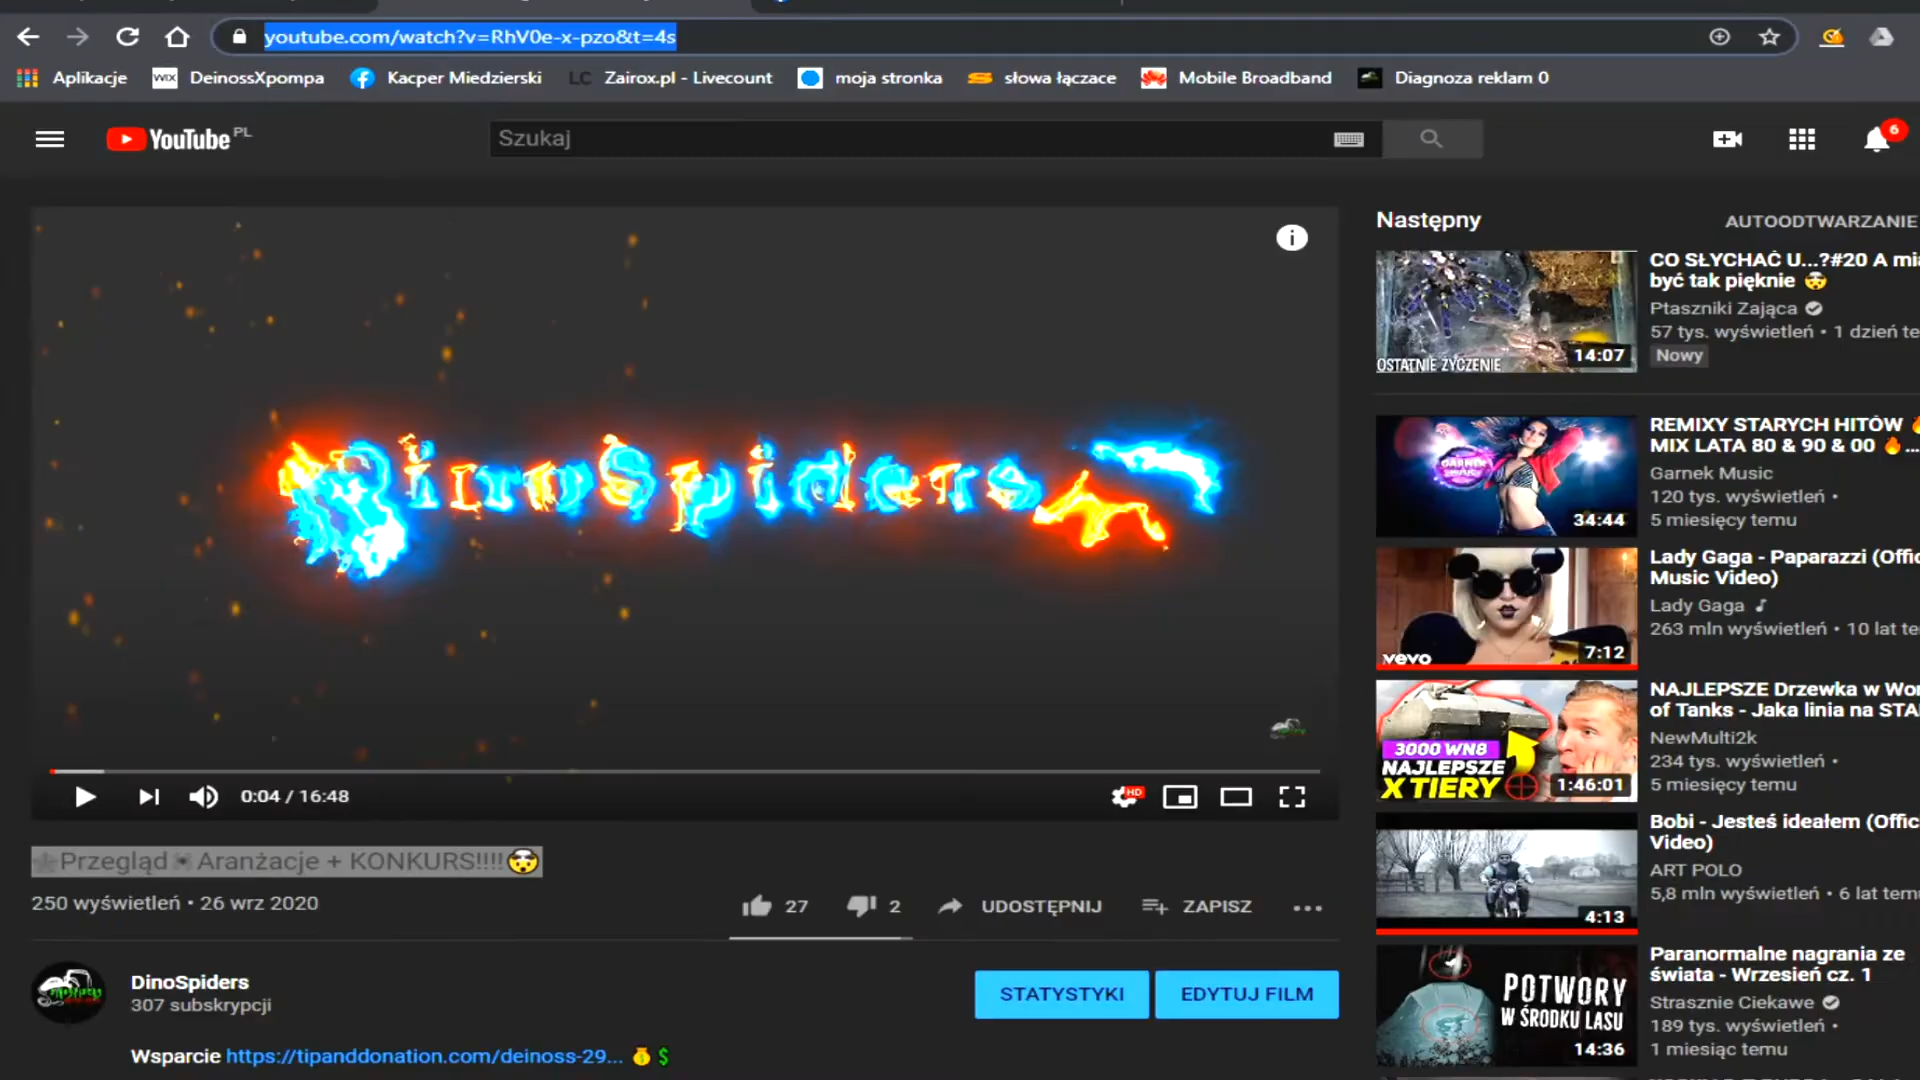 youtube.com/watch?v=RhV0e-x-pzo&t=4s
Aplikacje WIX DeinossXpompa Kacper Miedzierski LC Zairox.pl - Livecount moja stronka słowa łączace Mobile Broadband Diagnoza reklam 0
YouTube PL
Szukaj
6
Następny
AUTOODTWARZANIE
DinoSpiders
CO SŁYCHAĆ U...?#20 A mia
być tak pięknie
Ptaszniki Zająca
57 tys. wyświetleń • 1 dzień te
Nowy
OSTATNIE ŻYCZENIE
14:07
REMIXY STARYCH HITÓW
MIX LATA 80 & 90 & 00 ...
Garnek Music
120 tys. wyświetleń •
5 miesięcy temu
GARNEK
MUSIC
34:44
Lady Gaga - Paparazzi (Offic
Music Video)
Lady Gaga
263 mln wyświetleń • 10 lat te
vevo
7:12
NAJLEPSZE Drzewka w Wor
of Tanks - Jaka linia na STA
NewMulti2k
234 tys. wyświetleń •
5 miesięcy temu
3000 WN8
NAJLEPSZE
X TIERY
1:46:01
0:04 / 16:48
HD
Przegląd Aranżacje + KONKURS!!!!
250 wyświetleń • 26 wrz 2020
27 2 UDOSTĘPNIJ ZAPISZ
Bobi - Jesteś ideałem (Offic
Video)
ART POLO
5,8 mln wyświetleń • 6 lat temu
4:13
DinoSpiders
307 subskrypcji
STATYSTYKI EDYTUJ FILM
Wsparcie https://tipanddonation.com/deinoss-29...
Paranormalne nagrania ze
świata - Wrzesień cz. 1
Strasznie Ciekawe
189 tys. wyświetleń •
1 miesiąc temu
POTWORY
W ŚRODKU LASU
14:36